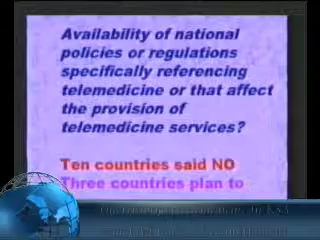 Availability of national
policies or regulations
specifically referencing
telemedicine or that affect
the provision of
telemedicine services?
Ten countries said NO
Three countries plan to